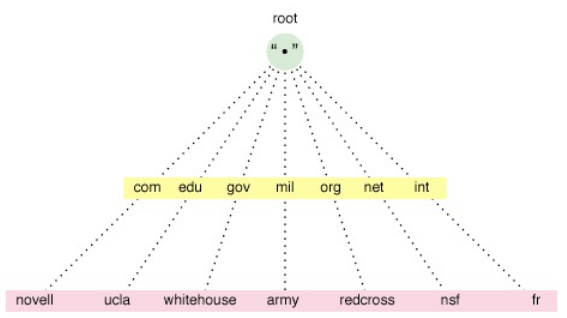 root
“•”
com edu gov mil org net int
novell ucla whitehouse army redcross nsf fr